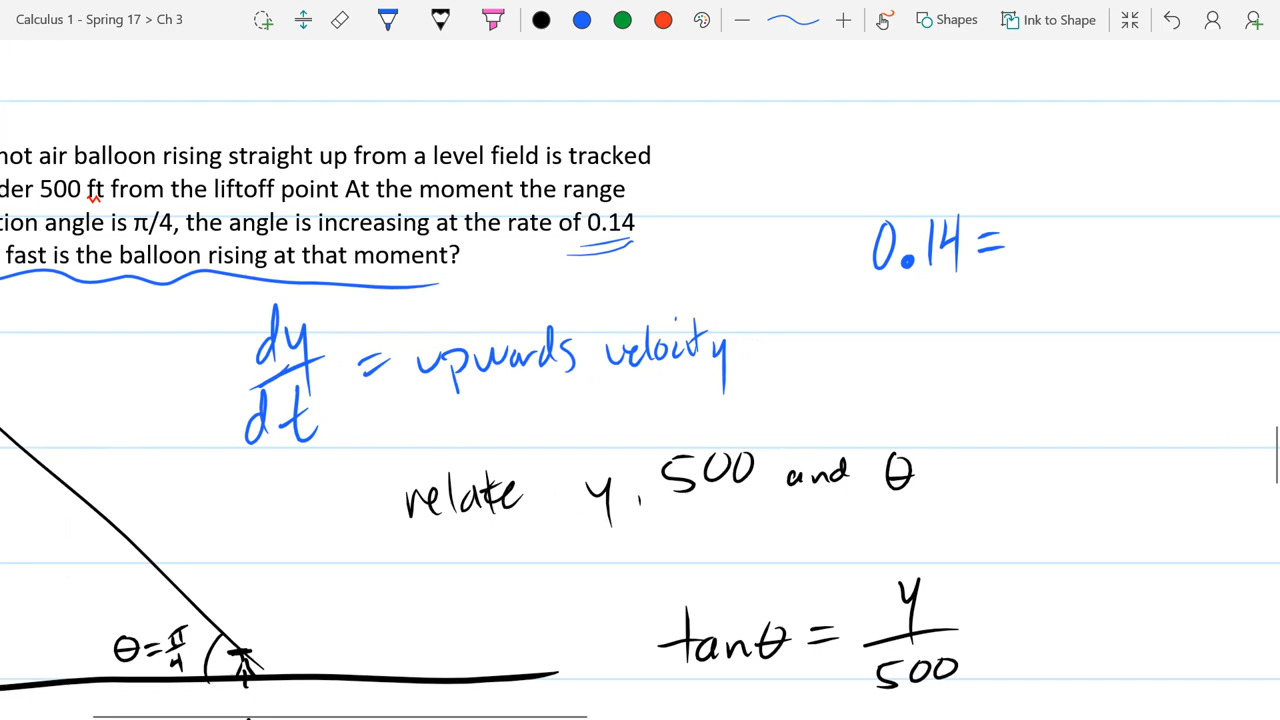 Calculus 1 - Spring 17 > Ch 3
Shapes
Ink to Shape
hot air balloon rising straight up from a level field is tracked
der 500 ft from the liftoff point At the moment the range
tion angle is π/4, the angle is increasing at the rate of 0.14
fast is the balloon rising at that moment?
0.14 =
dy/dt = upwards velocity
relate y, 500 and θ
θ = π/4
tanθ = y/500